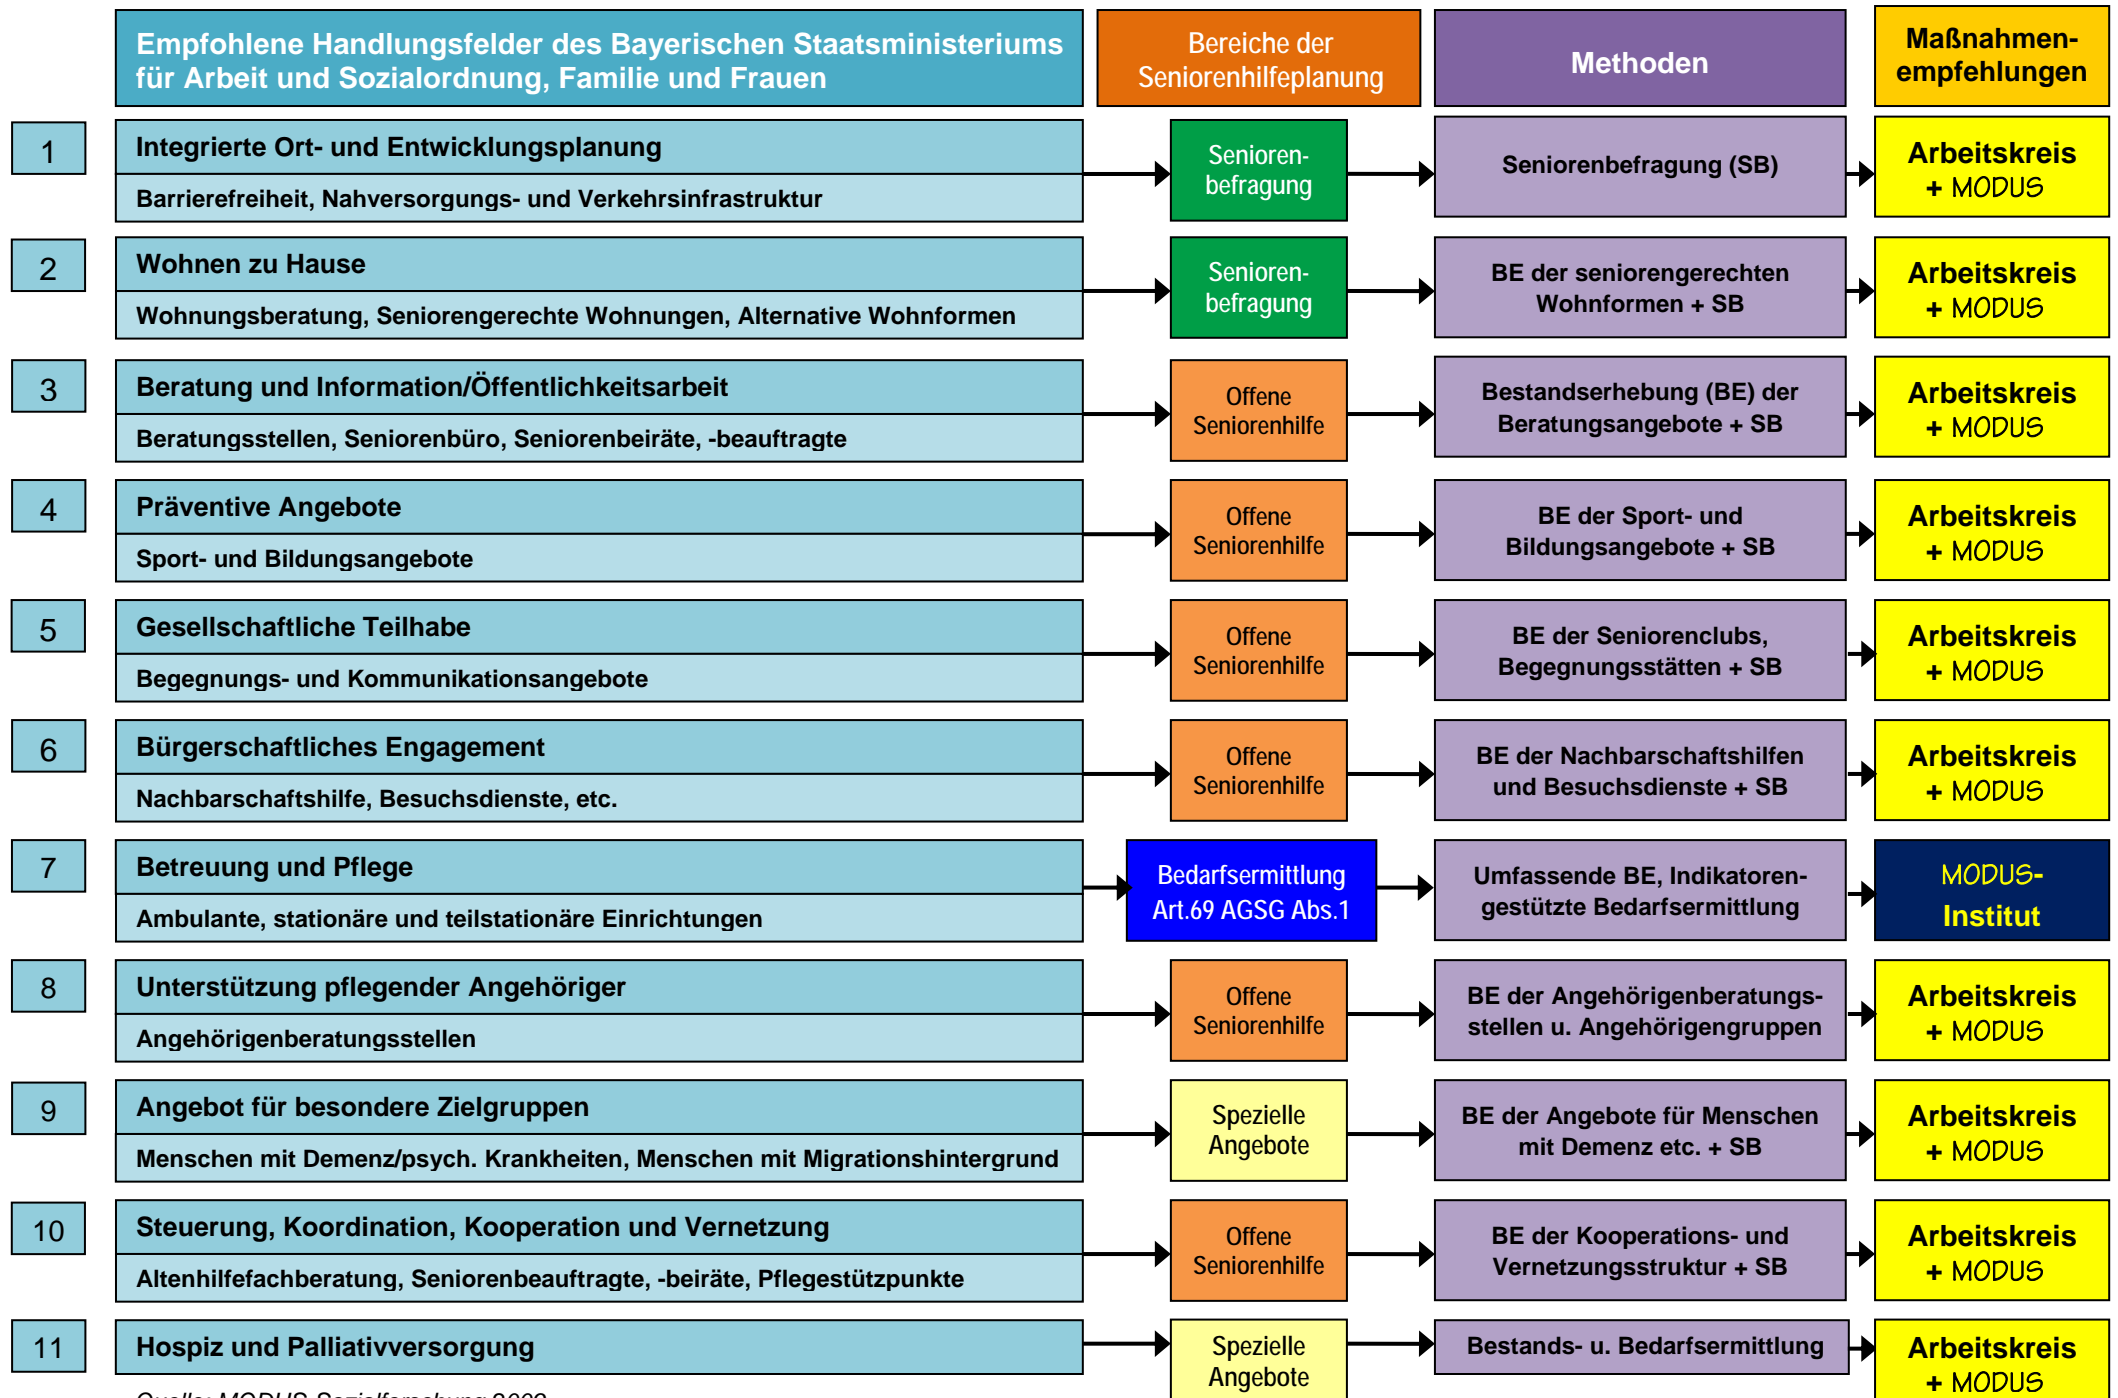 Empfohlene Handlungsfelder des Bayerischen Staatsministeriums
für Arbeit und Sozialordnung, Familie und Frauen
Bereiche der
Seniorenhilfeplanung
Methoden
Maßnahmen-
empfehlungen
1
Integrierte Ort- und Entwicklungsplanung
Barrierefreiheit, Nahversorgungs- und Verkehrsinfrastruktur
Senioren-
befragung
Seniorenbefragung (SB)
Arbeitskreis
+ MODUS
2
Wohnen zu Hause
Wohnungsberatung, Seniorengerechte Wohnungen, Alternative Wohnformen
Senioren-
befragung
BE der seniorengerechten
Wohnformen + SB
Arbeitskreis
+ MODUS
3
Beratung und Information/Öffentlichkeitsarbeit
Beratungsstellen, Seniorenbüro, Seniorenbeiräte, -beauftragte
Offene
Seniorenhilfe
Bestandserhebung (BE) der
Beratungsangebote + SB
Arbeitskreis
+ MODUS
4
Präventive Angebote
Sport- und Bildungsangebote
Offene
Seniorenhilfe
BE der Sport- und
Bildungsangebote + SB
Arbeitskreis
+ MODUS
5
Gesellschaftliche Teilhabe
Begegnungs- und Kommunikationsangebote
Offene
Seniorenhilfe
BE der Seniorenclubs,
Begegnungsstätten + SB
Arbeitskreis
+ MODUS
6
Bürgerschaftliches Engagement
Nachbarschaftshilfe, Besuchsdienste, etc.
Offene
Seniorenhilfe
BE der Nachbarschaftshilfen
und Besuchsdienste + SB
Arbeitskreis
+ MODUS
7
Betreuung und Pflege
Ambulante, stationäre und teilstationäre Einrichtungen
Bedarfsermittlung
Art.69 AGSG Abs.1
Umfassende BE, Indikatoren-
gestützte Bedarfsermittlung
MODUS-
Institut
8
Unterstützung pflegender Angehöriger
Angehörigenberatungsstellen
Offene
Seniorenhilfe
BE der Angehörigenberatungs-
stellen u. Angehörigengruppen
Arbeitskreis
+ MODUS
9
Angebot für besondere Zielgruppen
Menschen mit Demenz/psych. Krankheiten, Menschen mit Migrationshintergrund
Spezielle
Angebote
BE der Angebote für Menschen
mit Demenz etc. + SB
Arbeitskreis
+ MODUS
10
Steuerung, Koordination, Kooperation und Vernetzung
Altenhilfefachberatung, Seniorenbeauftragte, -beiräte, Pflegestützpunkte
Offene
Seniorenhilfe
BE der Kooperations- und
Vernetzungsstruktur + SB
Arbeitskreis
+ MODUS
11
Hospiz und Palliativversorgung
Spezielle
Angebote
Bestands- u. Bedarfsermittlung
Arbeitskreis
+ MODUS
Quelle: MODUS-Sozialforschung